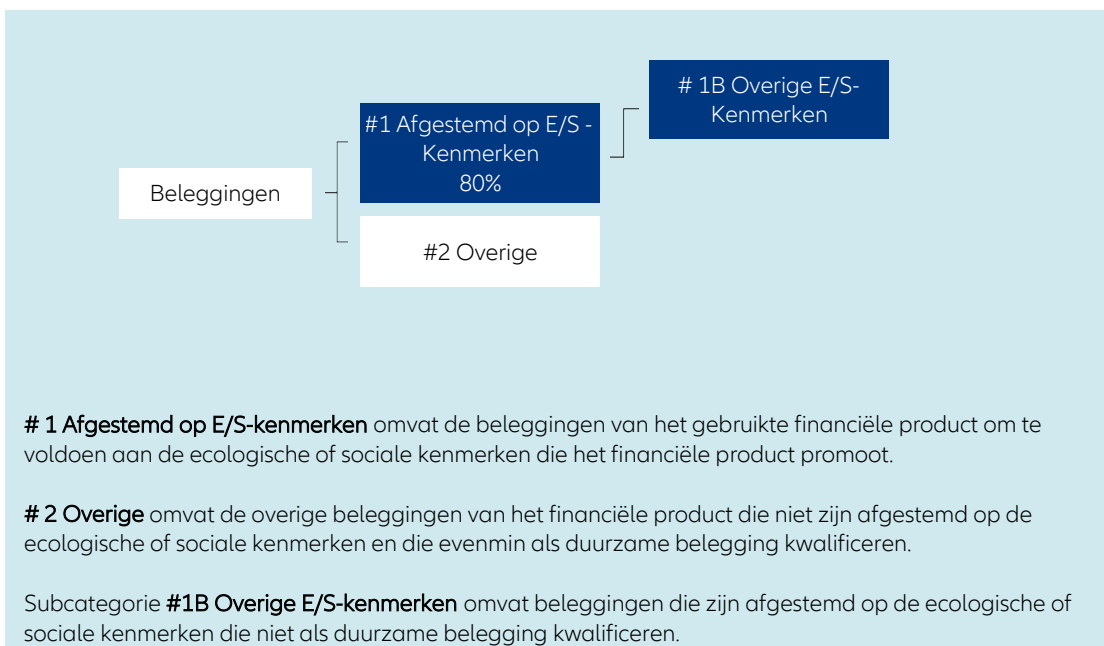 # 1B Overige E/S-
Kenmerken
#1 Afgestemd op E/S -
Kenmerken
80%
Beleggingen
#2 Overige
# 1 Afgestemd op E/S-kenmerken omvat de beleggingen van het gebruikte financiële product om te
voldoen aan de ecologische of sociale kenmerken die het financiële product promoot.
# 2 Overige omvat de overige beleggingen van het financiële product die niet zijn afgestemd op de
ecologische of sociale kenmerken en die evenmin als duurzame belegging kwalificeren.
Subcategorie #1B Overige E/S-kenmerken omvat beleggingen die zijn afgestemd op de ecologische of
sociale kenmerken die niet als duurzame belegging kwalificeren.